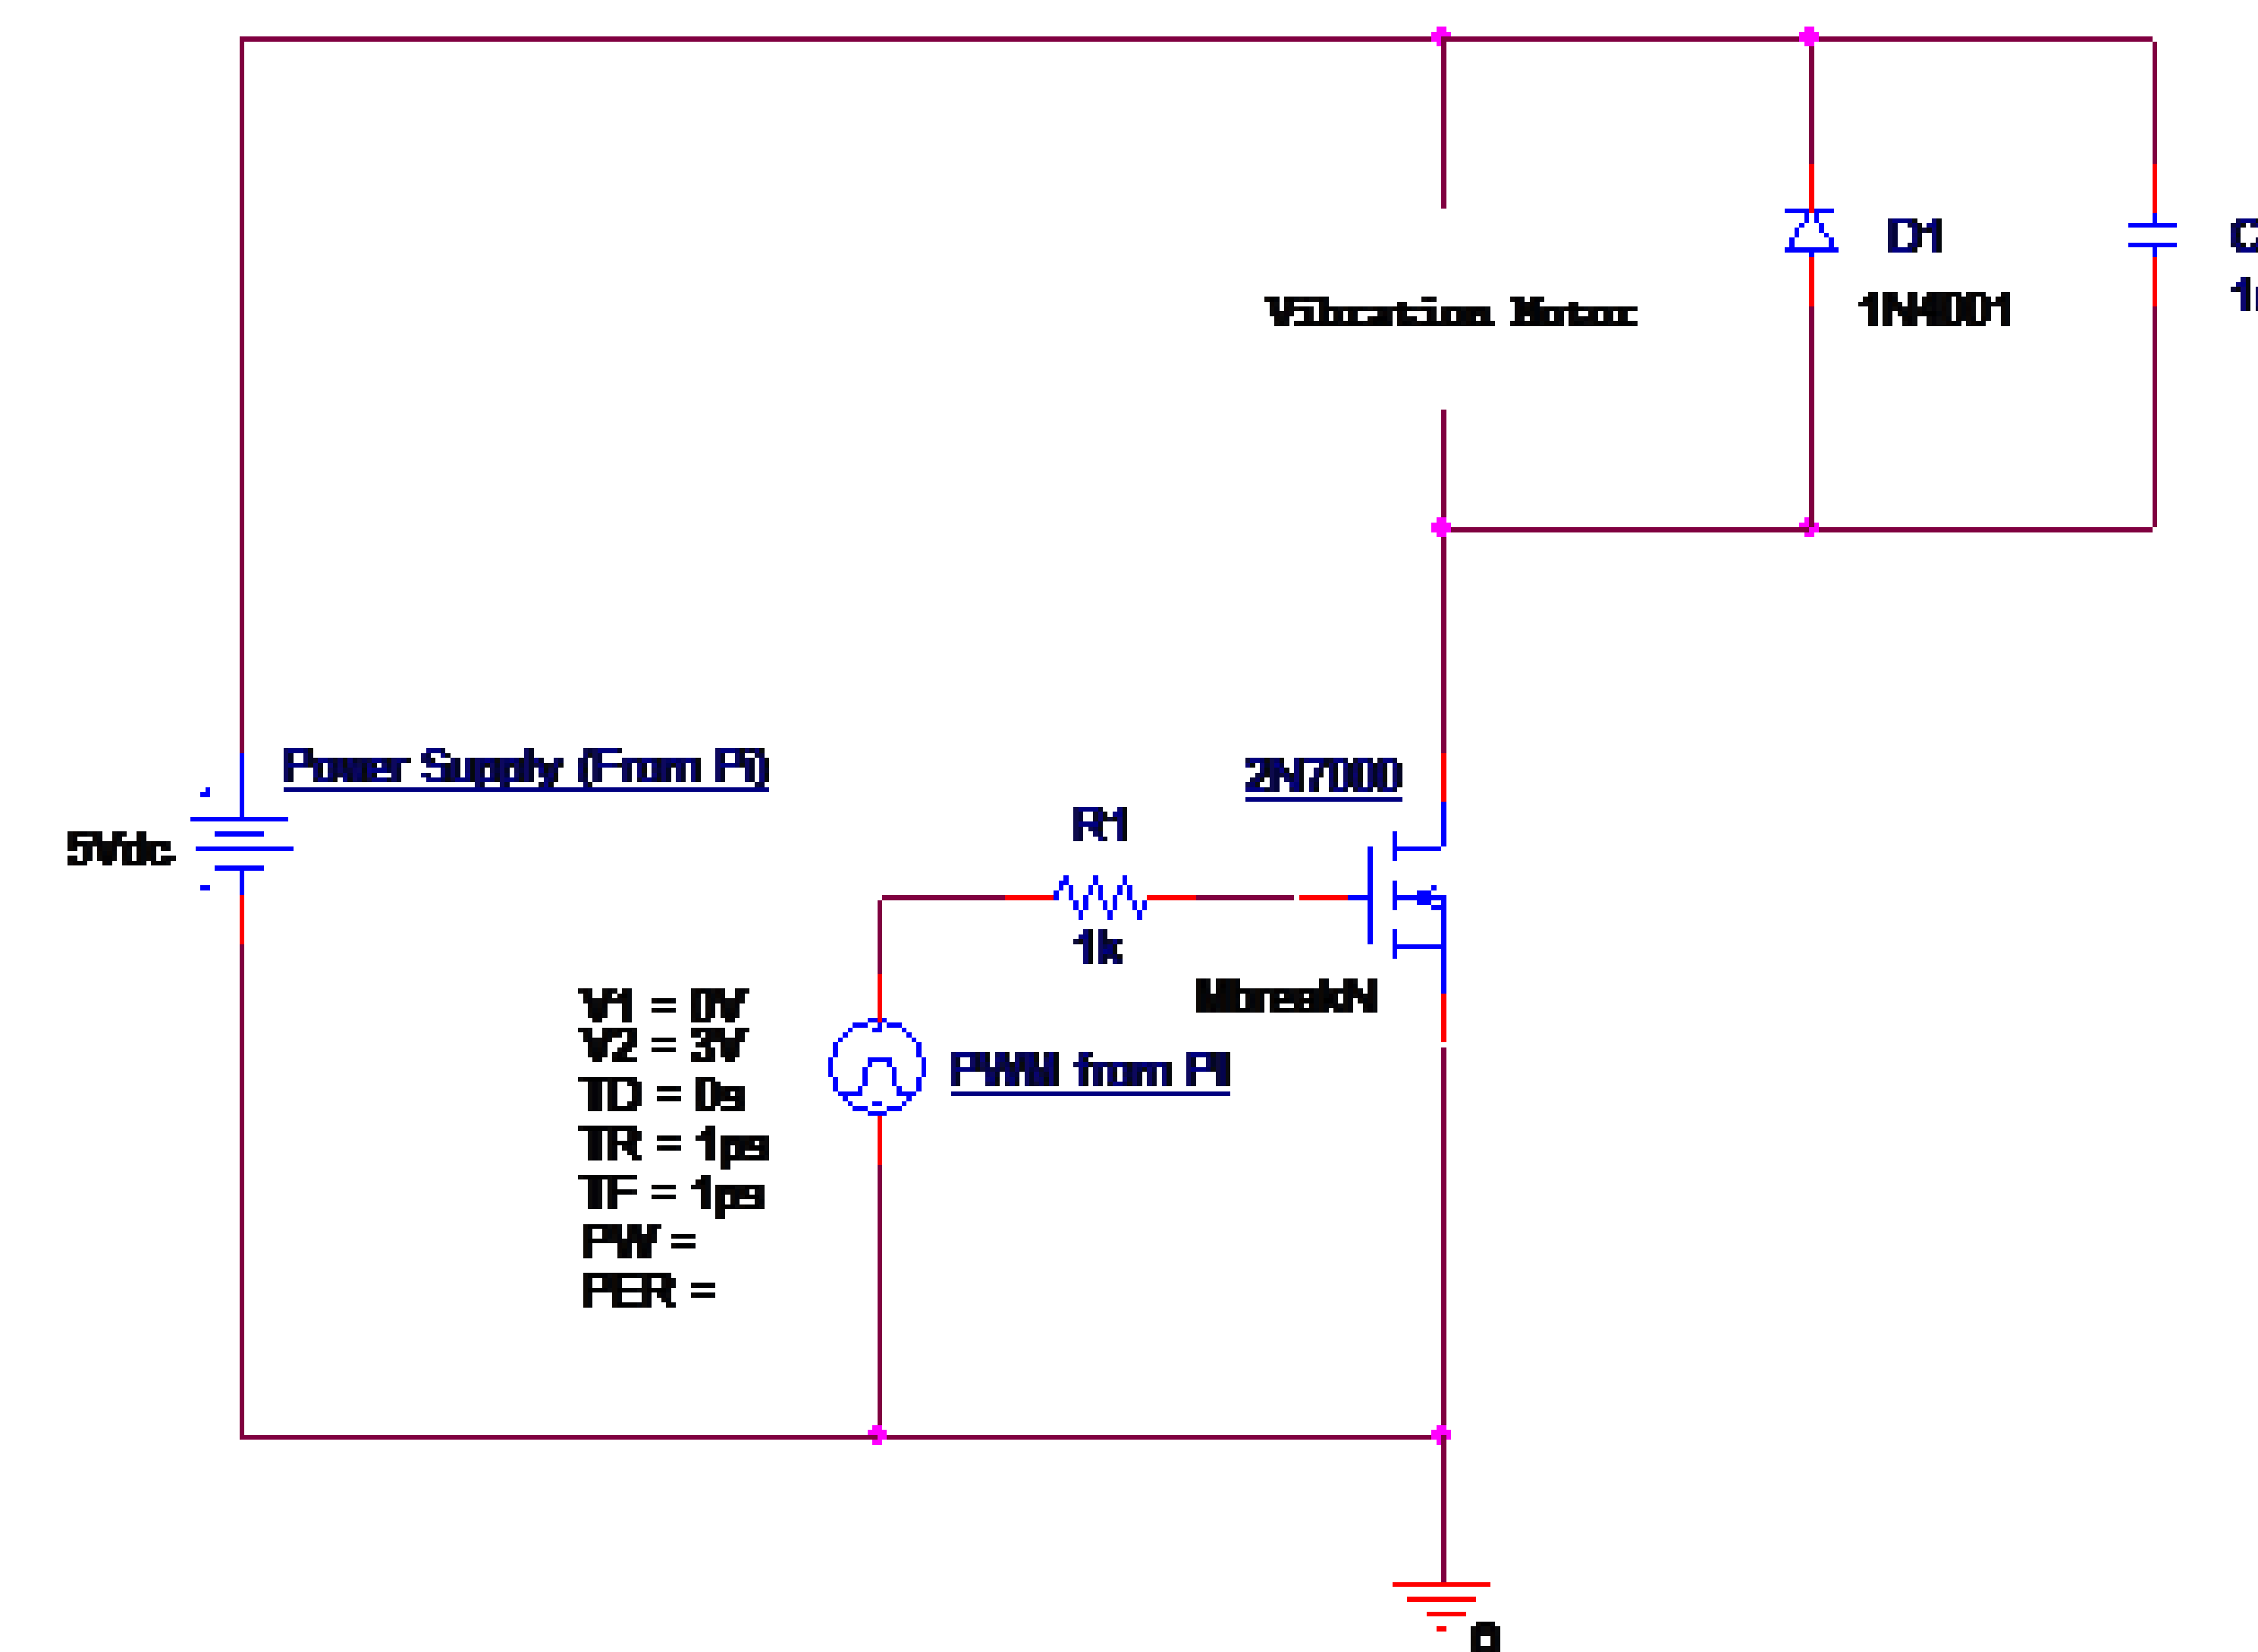 D1
1N4001
Vibration Motor
Power Supply (From Pi)
5Vdc
2N7000
R1
1k
MbreakN
V1 = 0V
V2 = 3V
TD = 0s
TR = 1ps
TF = 1ps
PW =
PER =
PWM from PI
0